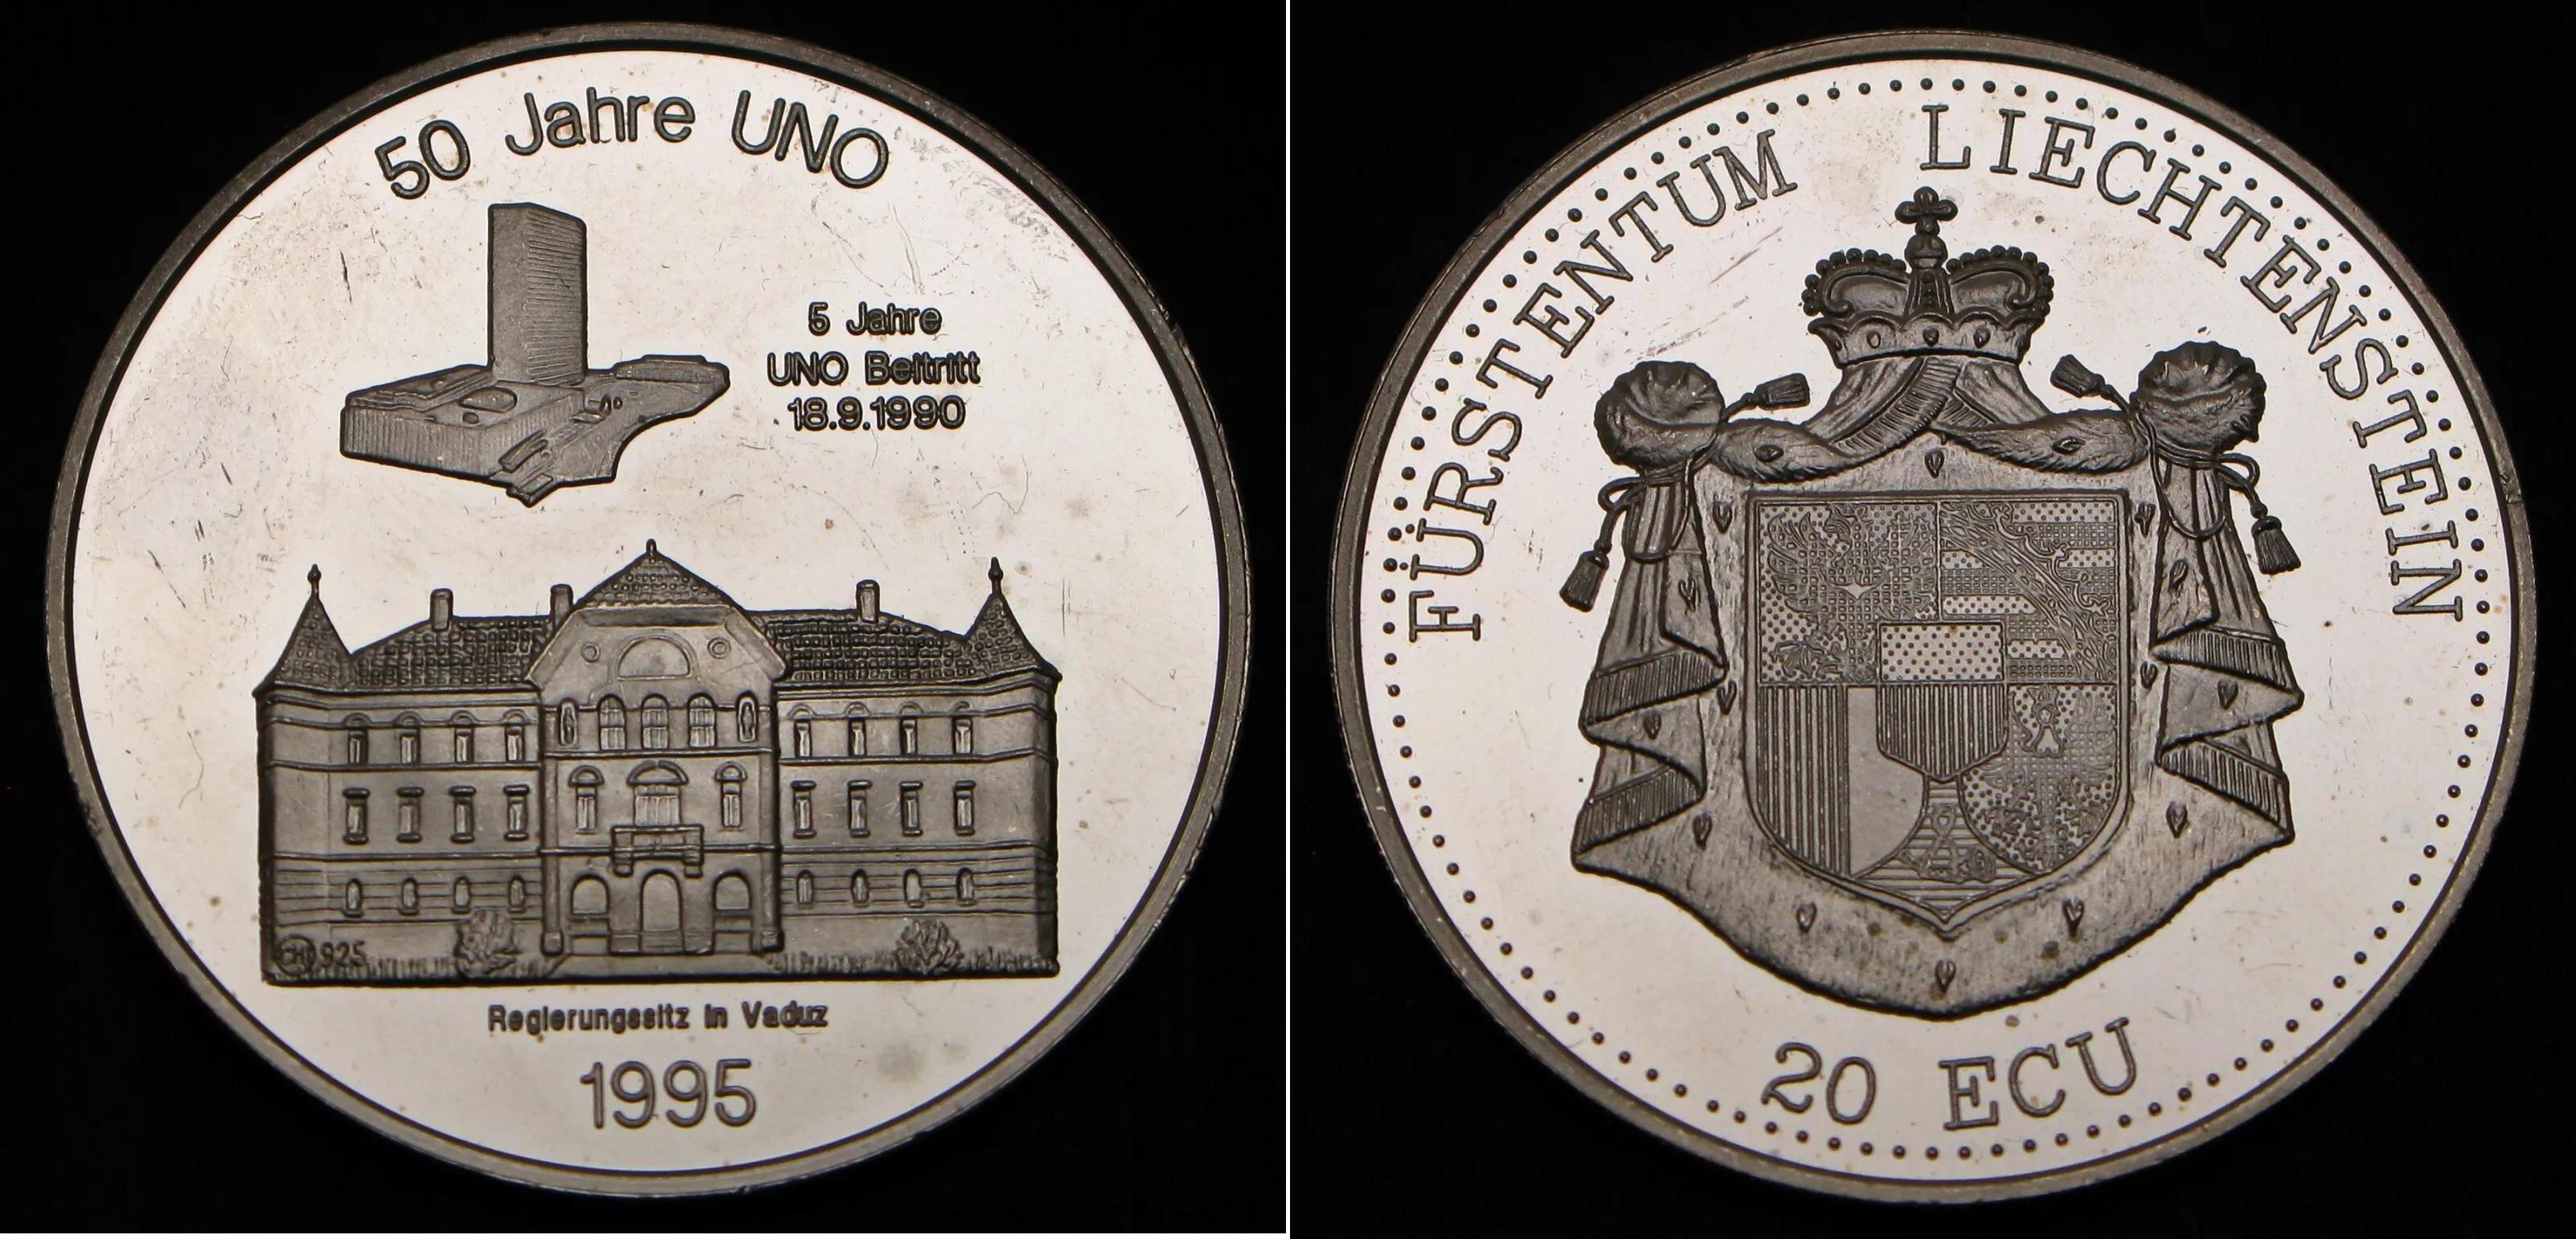 50 Jahre UNO
5 Jahre
UNO Beitritt
18.9.1990
925
Regierungssitz in Vaduz
1995
FÜRSTENTUM LIECHTENSTEIN
20 ECU